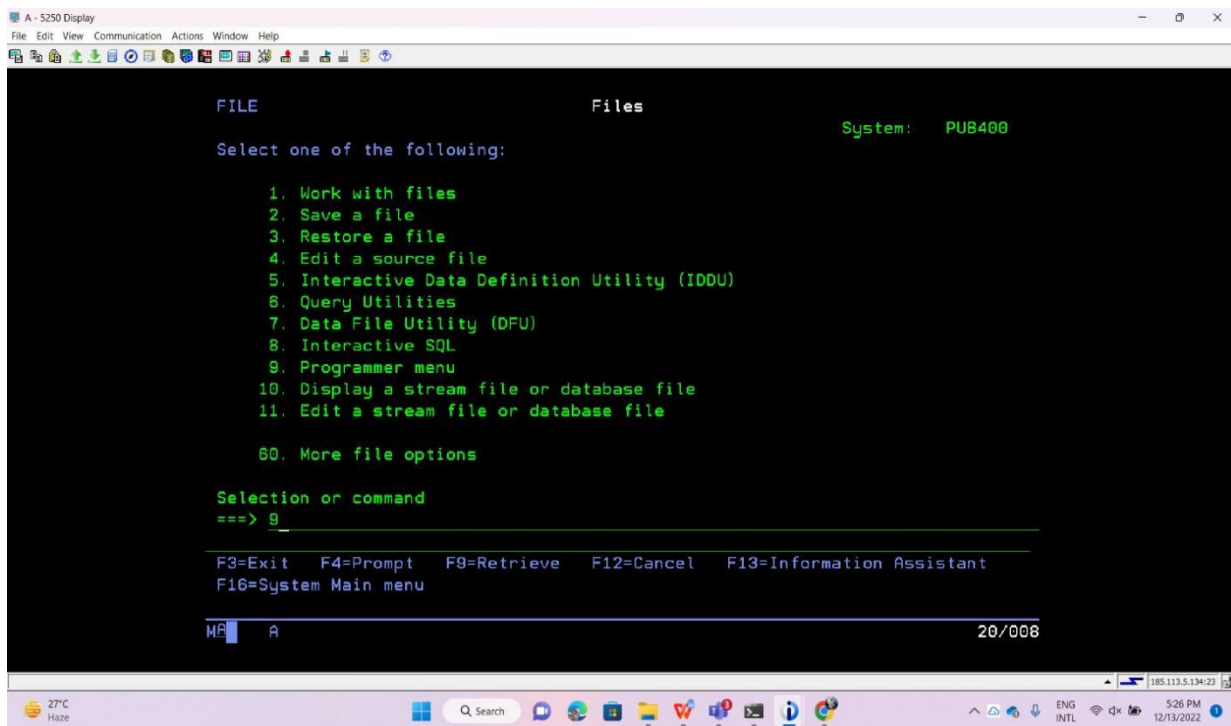 A - 5250 Display
File Edit View Communication Actions Window Help
FILE Files
System: PUB400
Select one of the following:
1. Work with files
2. Save a file
3. Restore a file
4. Edit a source file
5. Interactive Data Definition Utility (IDDU)
6. Query Utilities
7. Data File Utility (DFU)
8. Interactive SQL
9. Programmer menu
10. Display a stream file or database file
11. Edit a stream file or database file
60. More file options
Selection or command
===> 9
F3=Exit F4=Prompt F9=Retrieve F12=Cancel F13=Information Assistant
F16=System Main menu
MA A 20/008
185.113.5.134:23
27°C
Haze
Search
ENG
INTL
5:26 PM
12/13/2022
1